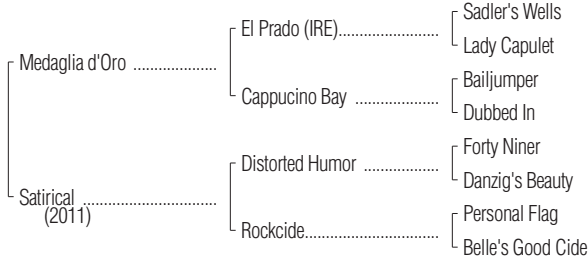 Sadler's Wells
El Prado (IRE)......................
Lady Capulet
Medaglia d'Oro ..................
Bailjumper
Cappucino Bay ..................
Dubbed In
Forty Niner
Distorted Humor ................
Danzig's Beauty
Satirical .............................
(2011)
Personal Flag
Rockcide.............................
Belle's Good Cide